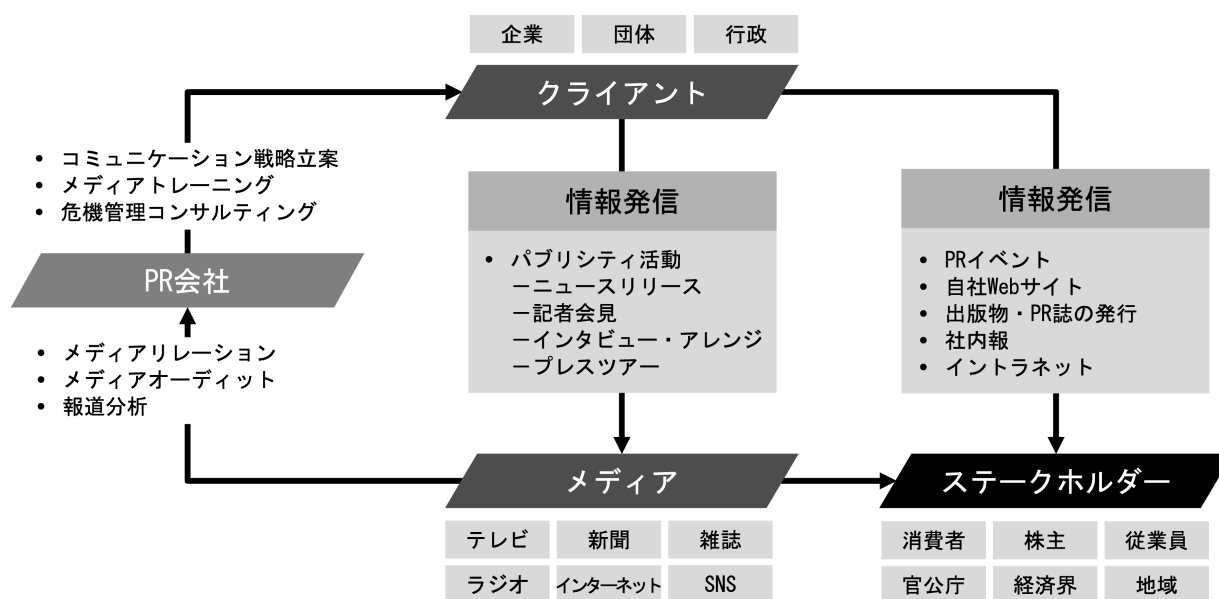 企業
団体
行政
クライアント
• コミュニケーション戦略立案
• メディアトレーニング
• 危機管理コンサルティング
PR会社
• メディアリレーション
• メディアオーディット
• 報道分析
情報発信
• パブリシティ活動
－ニュースリリース
－記者会見
－インタビュー・アレンジ
－プレスツアー
情報発信
• PRイベント
• 自社Webサイト
• 出版物・PR誌の発行
• 社内報
• イントラネット
メディア
テレビ
新聞
雑誌
ラジオ
インターネット
SNS
ステークホルダー
消費者
株主
従業員
官公庁
経済界
地域